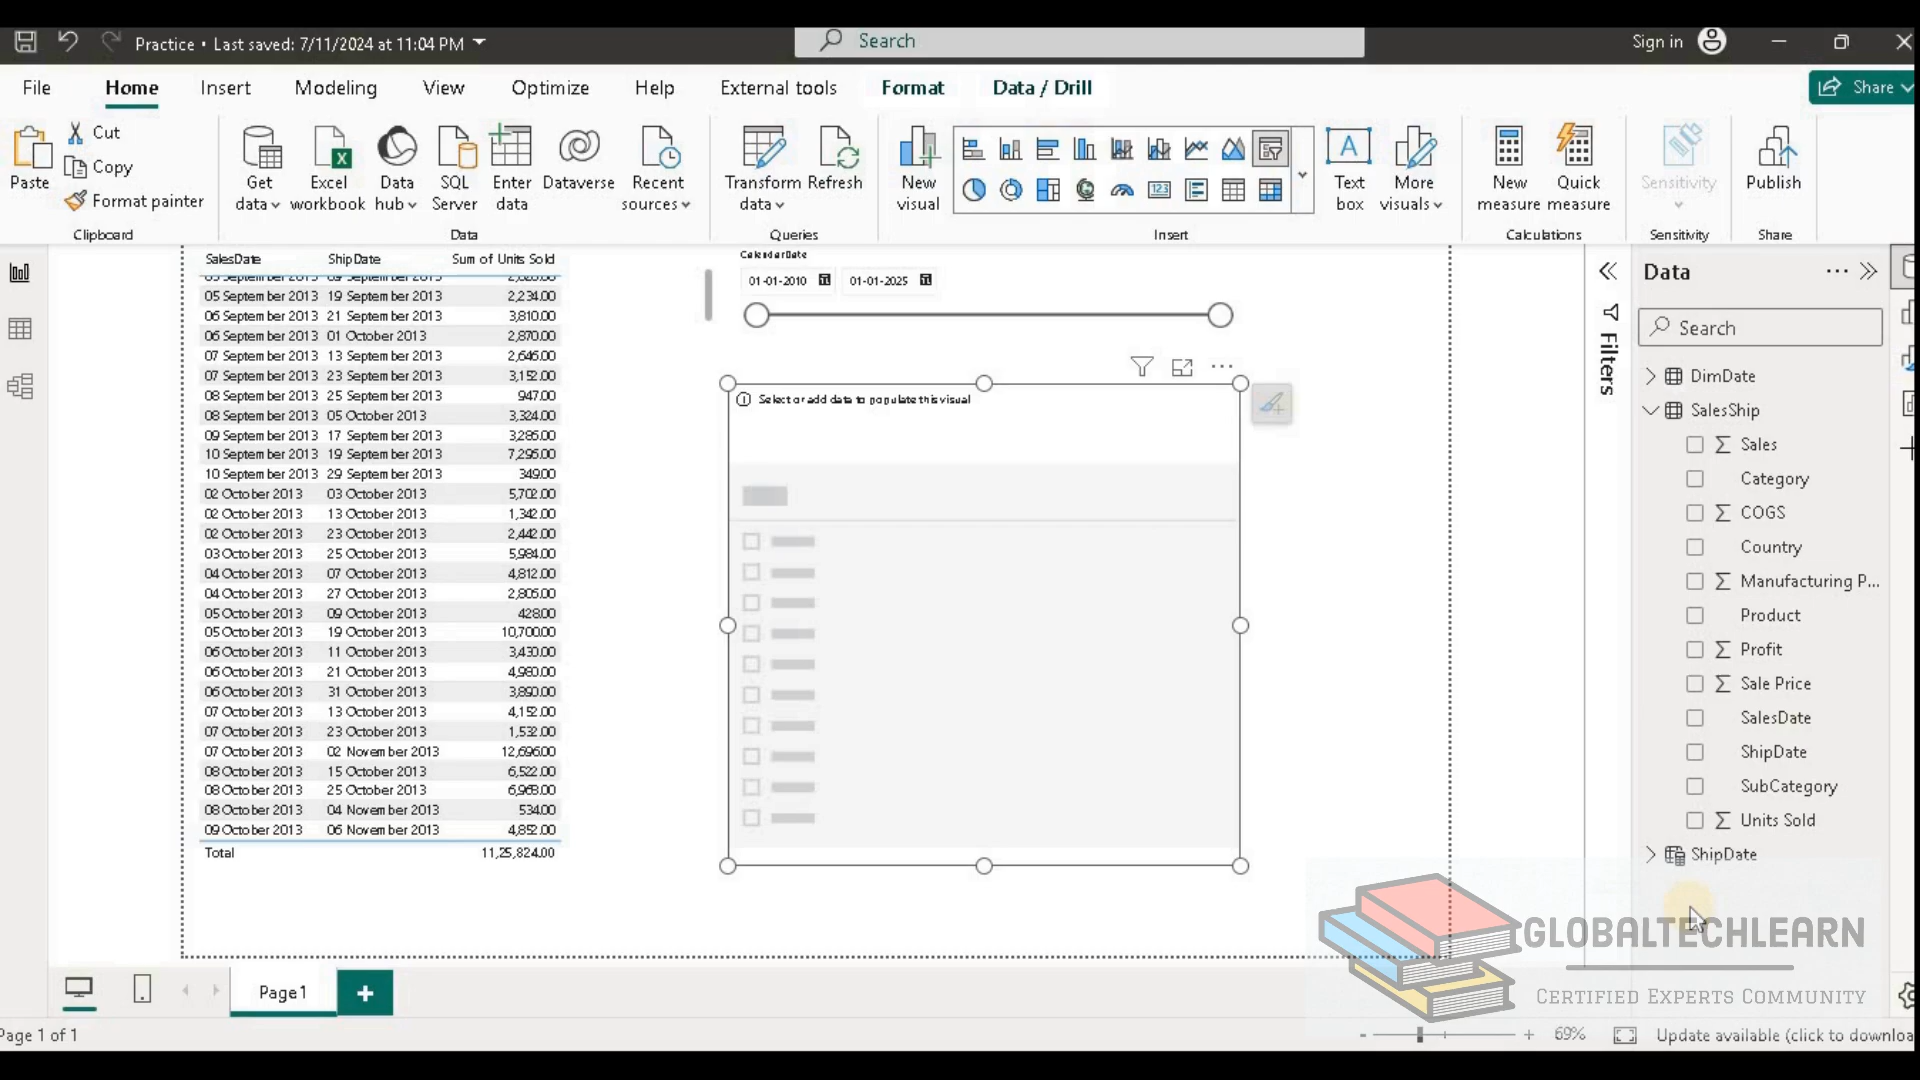 Practice • Last saved: 7/11/2024 at 11:04 PM
Search
Sign in
File Home Insert Modeling View Optimize Help External tools Format Data / Drill
Share
Paste
Cut
Copy
Format painter
Clipboard
Get data
Excel workbook
Data hub
SQL Server
Enter data
Dataverse
Recent sources
Data
Transform data
Refresh
Queries
New visual
Text box
More visuals
Insert
New measure
Quick measure
Calculations
Sensitivity
Sensitivity
Publish
Share
SalesDate ShipDate Sum of Units Sold
05 September 2013 19 September 2013 2,234.00
06 September 2013 21 September 2013 3,810.00
06 September 2013 01 October 2013 2,870.00
07 September 2013 13 September 2013 2,646.00
07 September 2013 23 September 2013 3,152.00
08 September 2013 25 September 2013 947.00
08 September 2013 05 October 2013 3,324.00
09 September 2013 17 September 2013 3,285.00
10 September 2013 19 September 2013 7,295.00
10 September 2013 29 September 2013 349.00
02 October 2013 03 October 2013 5,702.00
02 October 2013 13 October 2013 1,342.00
02 October 2013 23 October 2013 2,442.00
03 October 2013 25 October 2013 5,984.00
04 October 2013 07 October 2013 4,812.00
04 October 2013 27 October 2013 2,805.00
05 October 2013 09 October 2013 428.00
05 October 2013 19 October 2013 10,700.00
06 October 2013 11 October 2013 3,430.00
06 October 2013 21 October 2013 4,980.00
06 October 2013 31 October 2013 3,890.00
07 October 2013 13 October 2013 4,152.00
07 October 2013 23 October 2013 1,532.00
07 October 2013 02 November 2013 12,696.00
08 October 2013 15 October 2013 6,522.00
08 October 2013 25 October 2013 6,968.00
08 October 2013 04 November 2013 534.00
09 October 2013 06 November 2013 4,852.00
Total 11,25,824.00
CalendarDate
01-01-2010 01-01-2025
Select or add data to populate this visual
Filters
Data
Search
DimDate
SalesShip
Sales
Category
COGS
Country
Manufacturing P...
Product
Profit
Sale Price
SalesDate
ShipDate
SubCategory
Units Sold
ShipDate
GLOBALTECHLEARN
CERTIFIED EXPERTS COMMUNITY
Page 1
Page 1 of 1
- + 69%
Update available (click to downloa